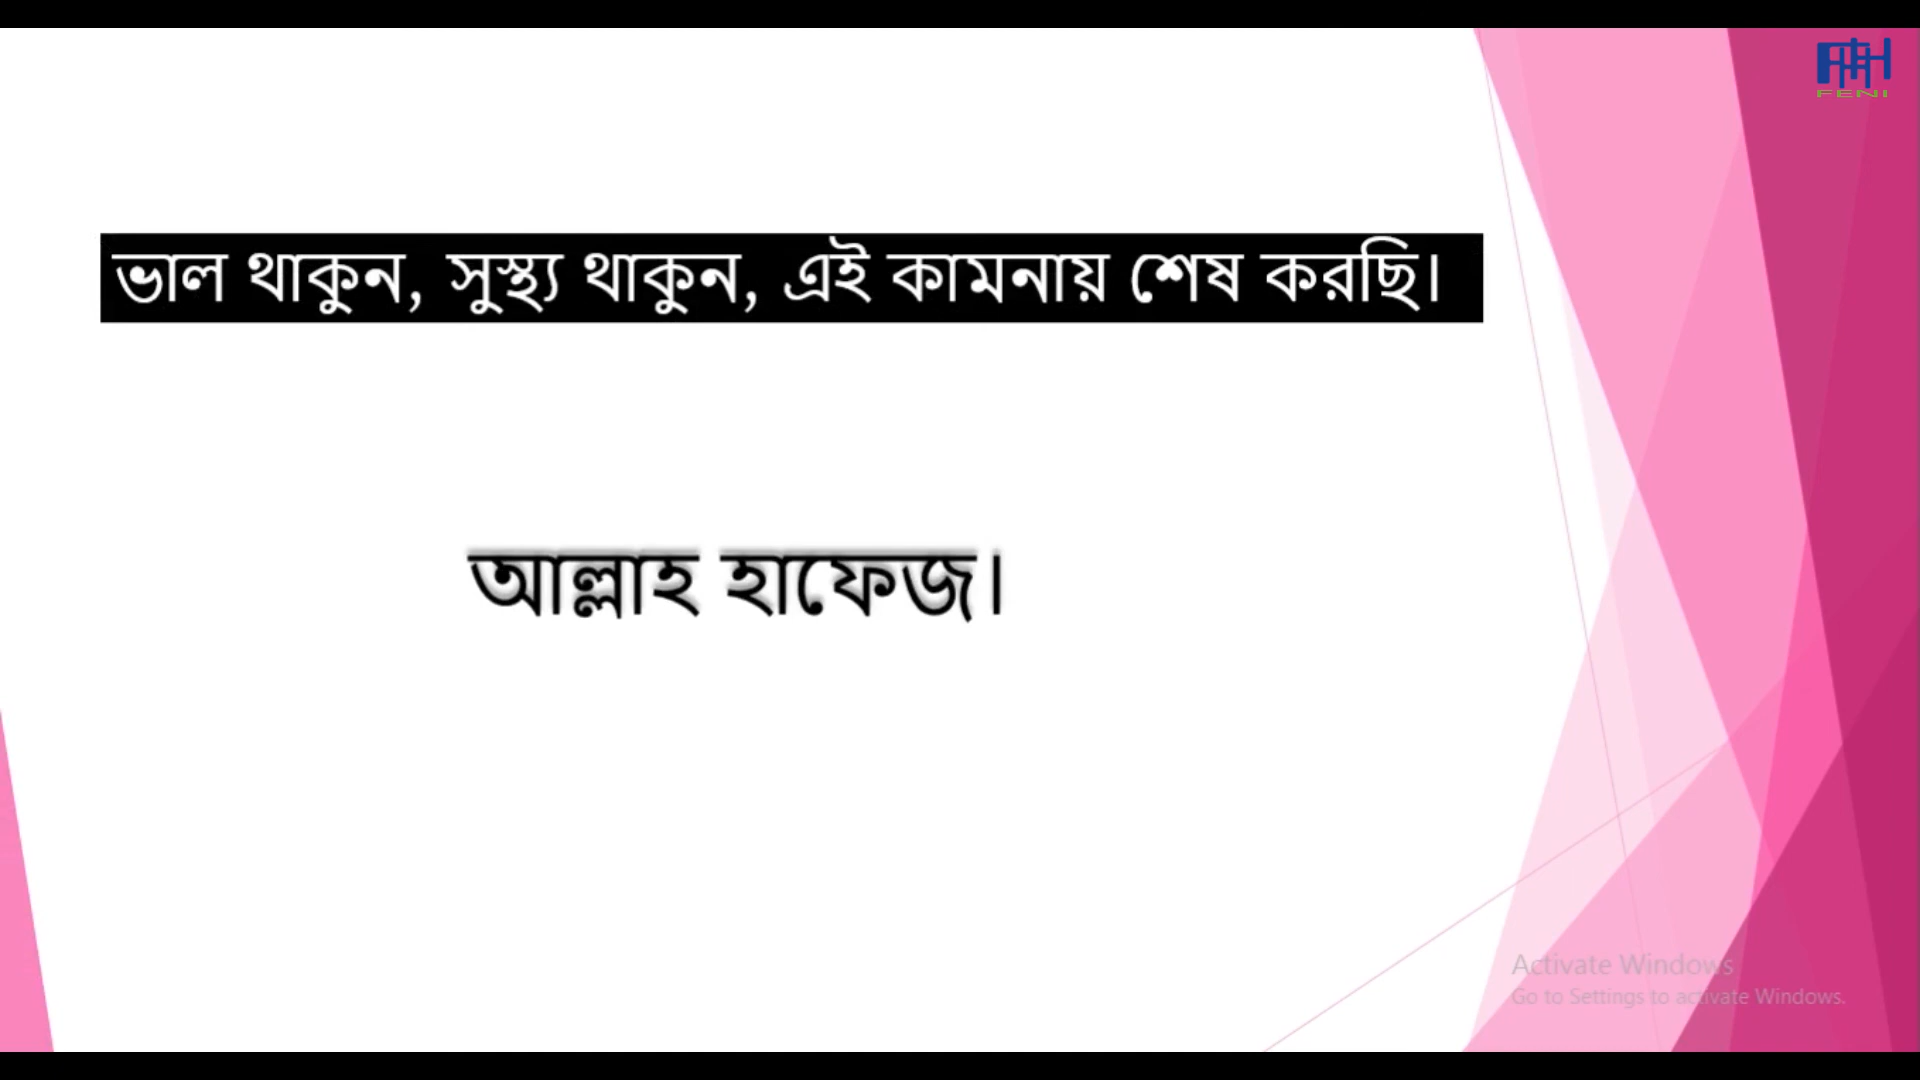 ভাল থাকুন, সুস্থ্য থাকুন, এই কামনায় শেষ করছি।
আল্লাহ হাফেজ।
FENI
Activate Windows
Go to Settings to activate Windows.